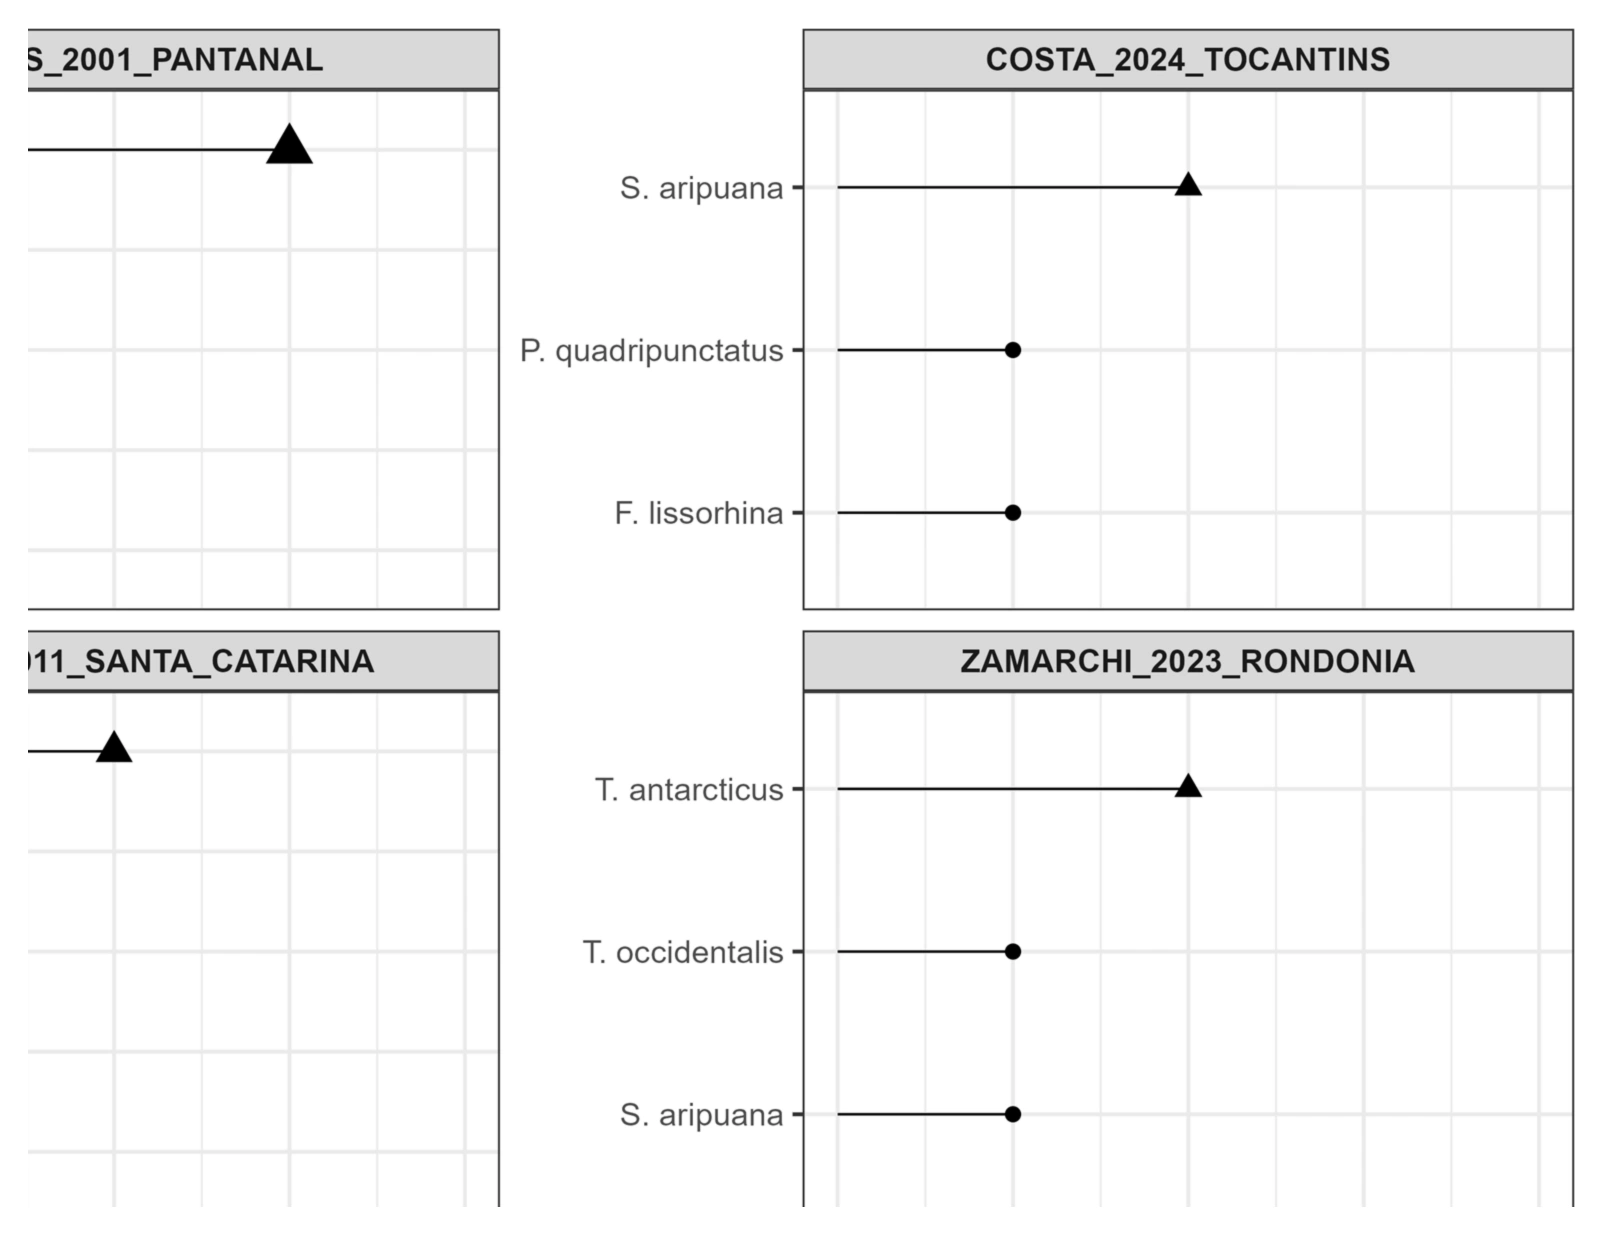 S_2001_PANTANAL
COSTA_2024_TOCANTINS
S. aripuana
P. quadripunctatus
F. lissorhina
011_SANTA_CATARINA
ZAMARCHI_2023_RONDONIA
T. antarcticus
T. occidentalis
S. aripuana